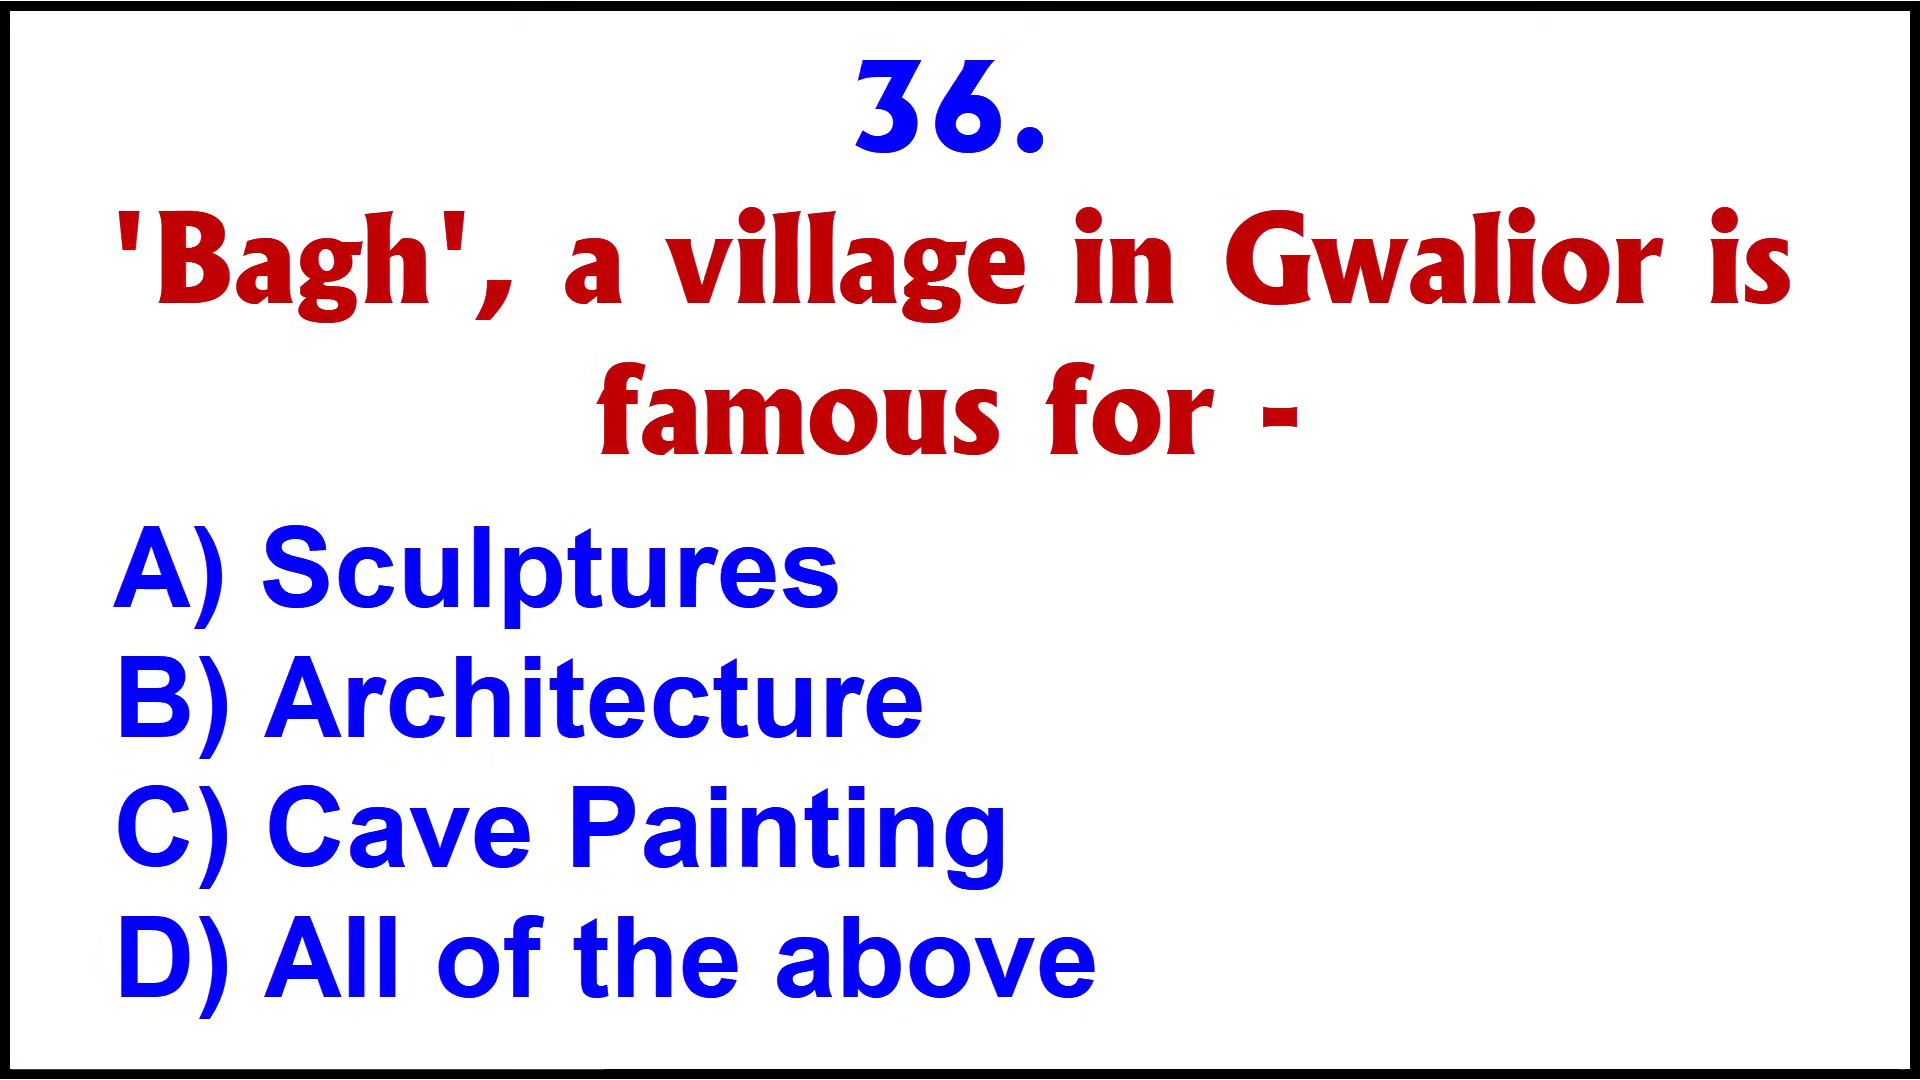 36.
'Bagh', a village in Gwalior is
famous for -
A) Sculptures
B) Architecture
C) Cave Painting
D) All of the above